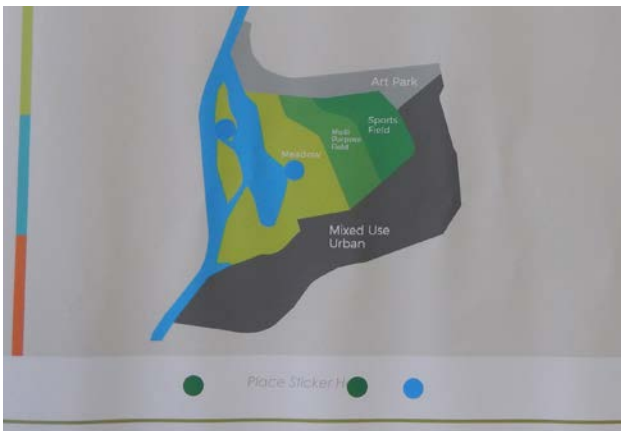 Art Park
Sports
Field
Multi
Purpose
Field
Meadow
Mixed Use
Urban
Place Sticker H